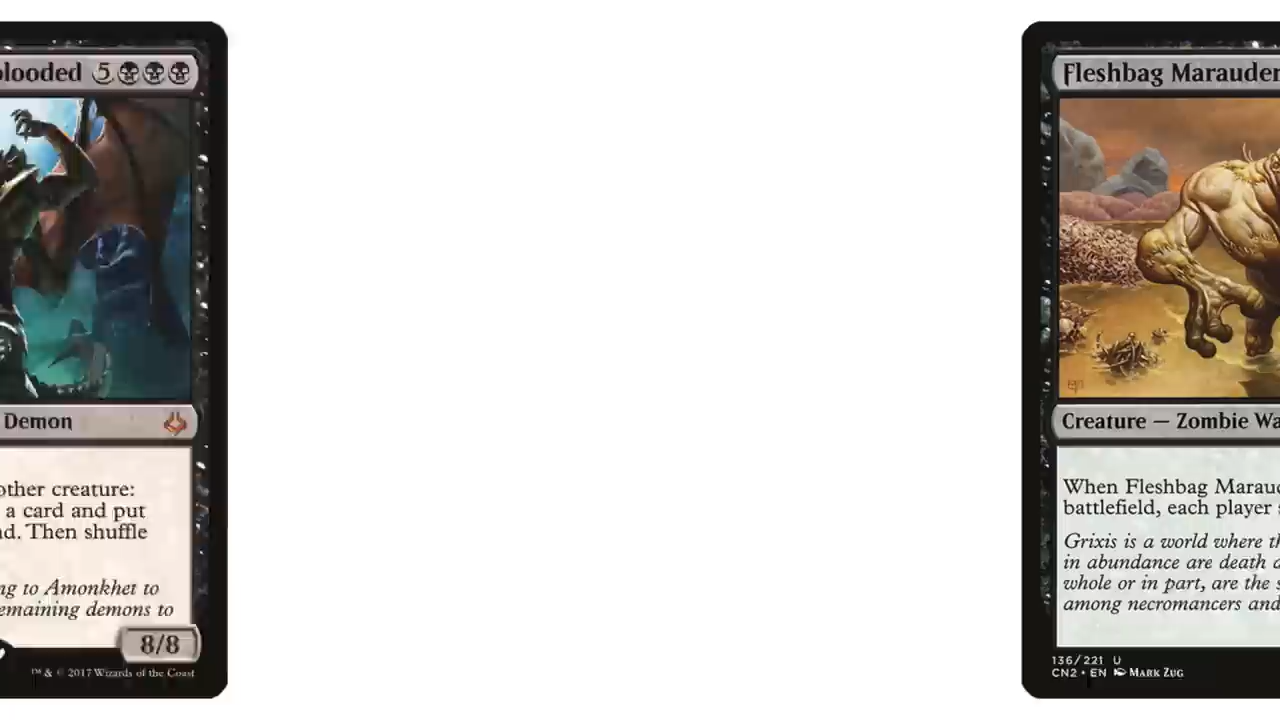 blooded 5
Demon
other creature:
a card and put
nd. Then shuffle
ng to Amonkhet to
emaining demons to
8/8
™ & © 2017 Wizards of the Coast
Fleshbag Marauder
Creature — Zombie Wa
When Fleshbag Maraud
battlefield, each player s
Grixis is a world where th
in abundance are death a
whole or in part, are the s
among necromancers and
136/221 U
CN2 • EN Mark Zug